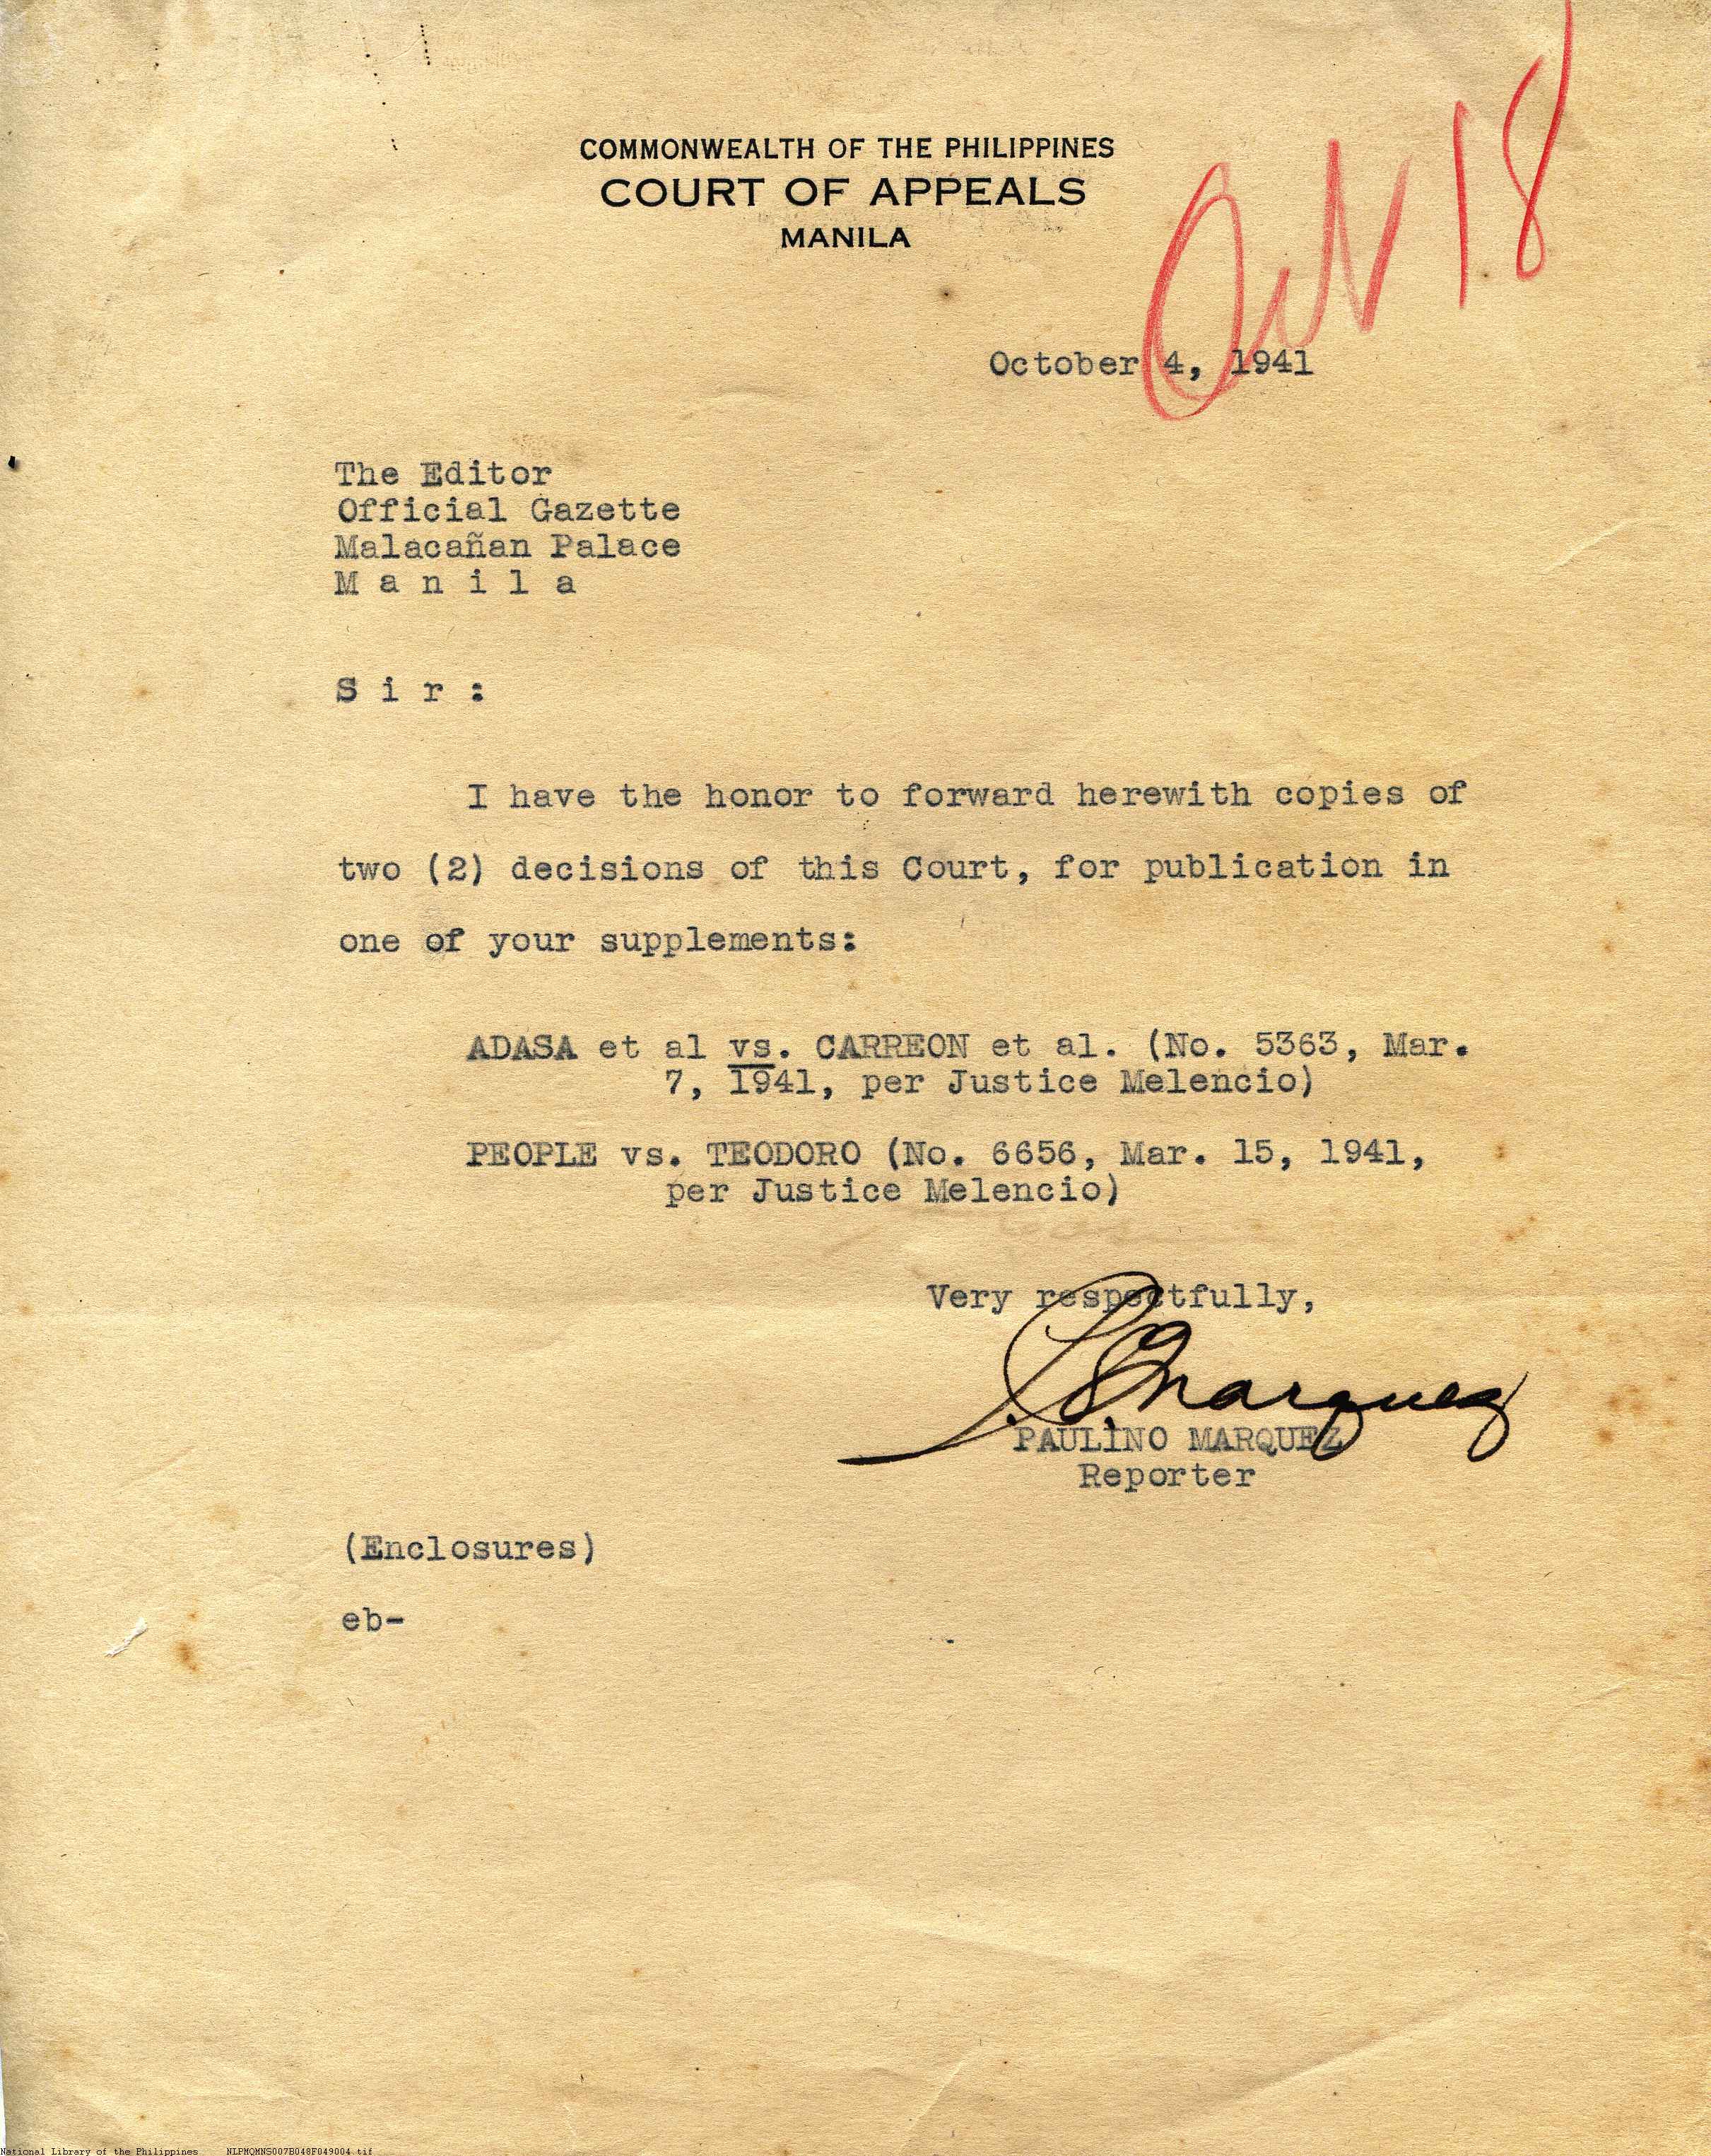 COMMONWEALTH OF THE PHILIPPINES
COURT OF APPEALS
MANILA
Oct 18
October 4, 1941
The Editor
Official Gazette
Malacañan Palace
M a n i l a
S i r :
I have the honor to forward herewith copies of
two (2) decisions of this Court, for publication in
one of your supplements:
ADASA et al vs. CARREON et al. (No. 5363, Mar.
7, 1941, per Justice Melencio)
PEOPLE vs. TEODORO (No. 6656, Mar. 15, 1941,
per Justice Melencio)
Very respectfully,
P. Marquez
PAULINO MARQUEZ
Reporter
(Enclosures)
eb-
National Library of the Philippines NLPMQMNS007B048F049004.tif